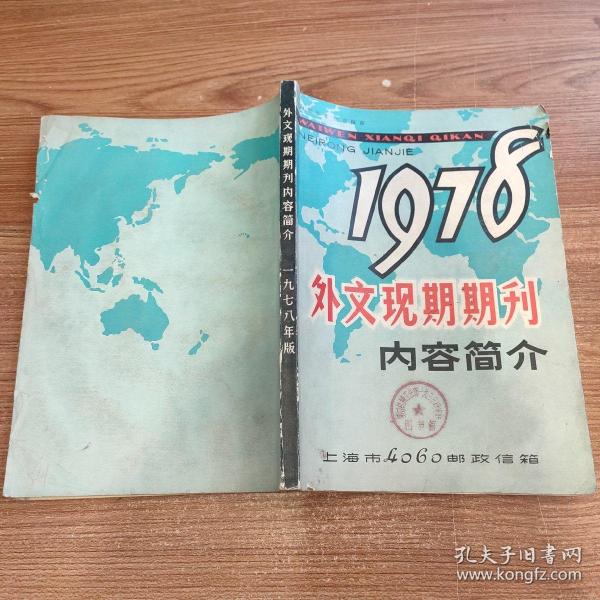 外文现期期刊内容简介 一九七八年版
WAIWEN XIANQI QIKAN
NEIRONG JIANJIE
1978
外文现期期刊
内容简介
上海市4060邮政信箱
孔夫子旧书网
www.kongfz.com